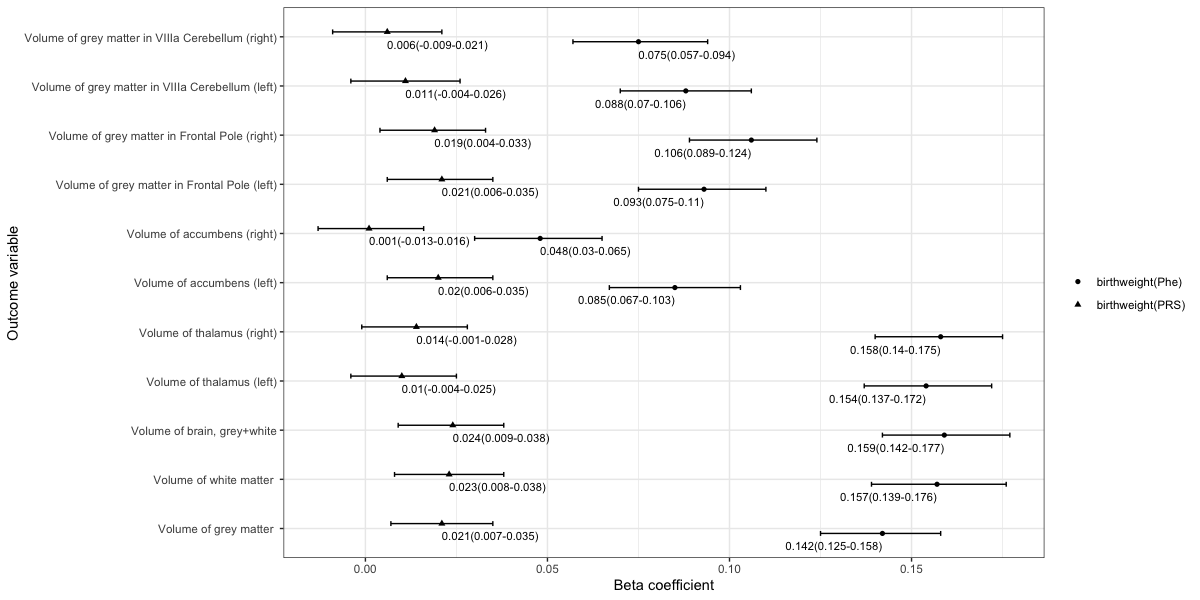 Volume of grey matter in VIIIa Cerebellum (right)
0.006(-0.009-0.021)
0.075(0.057-0.094)
Volume of grey matter in VIIIa Cerebellum (left)
0.011(-0.004-0.026)
0.088(0.07-0.106)
Volume of grey matter in Frontal Pole (right)
0.019(0.004-0.033)
0.106(0.089-0.124)
Volume of grey matter in Frontal Pole (left)
0.021(0.006-0.035)
0.093(0.075-0.11)
Volume of accumbens (right)
0.001(-0.013-0.016)
0.048(0.03-0.065)
Volume of accumbens (left)
0.02(0.006-0.035)
0.085(0.067-0.103)
Volume of thalamus (right)
0.014(-0.001-0.028)
0.158(0.14-0.175)
Volume of thalamus (left)
0.01(-0.004-0.025)
0.154(0.137-0.172)
Volume of brain, grey+white
0.024(0.009-0.038)
0.159(0.142-0.177)
Volume of white matter
0.023(0.008-0.038)
0.157(0.139-0.176)
Volume of grey matter
0.021(0.007-0.035)
0.142(0.125-0.158)
0.00
0.05
0.10
0.15
Beta coefficient
Outcome variable
birthweight(Phe)
birthweight(PRS)